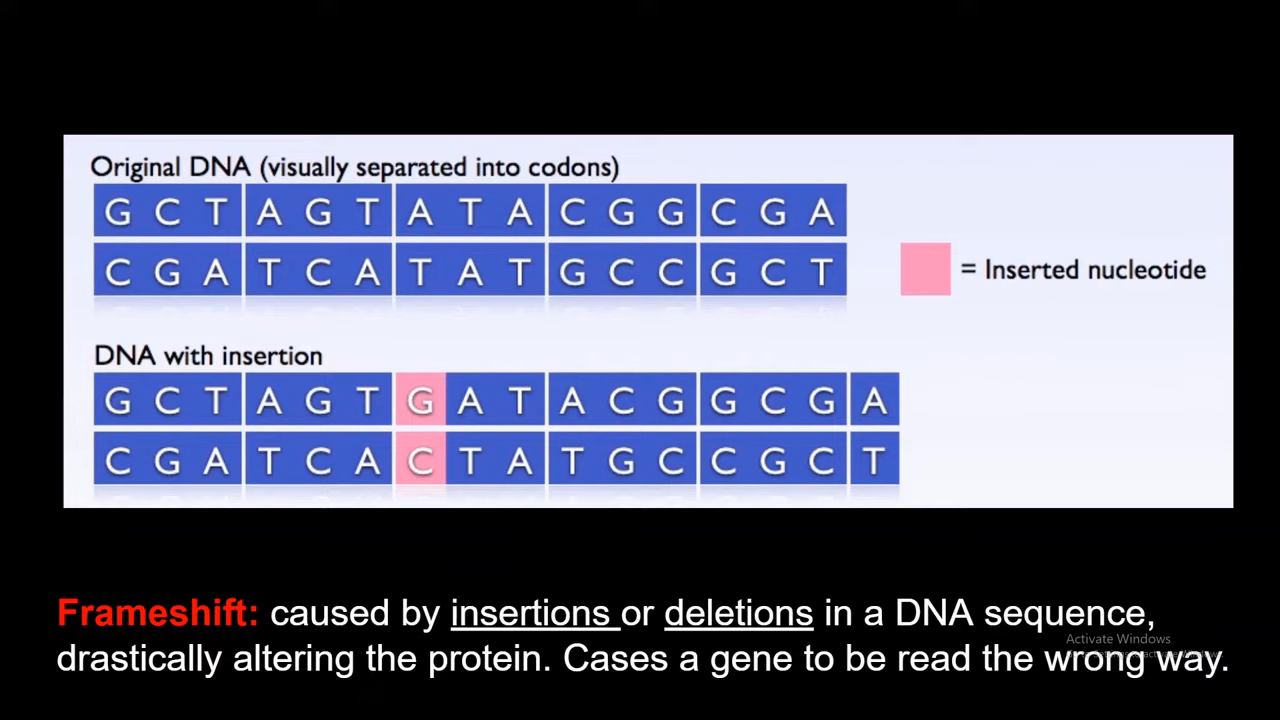 Original DNA (visually separated into codons)
G C T A G T A T A C G G C G A
C G A T C A T A T G C C G C T
= Inserted nucleotide
DNA with insertion
G C T A G T G A T A C G G C G A
C G A T C A C T A T G C C G C T
Frameshift: caused by insertions or deletions in a DNA sequence,
Activate Windows
drastically altering the protein. Cases a gene to be read the wrong way.